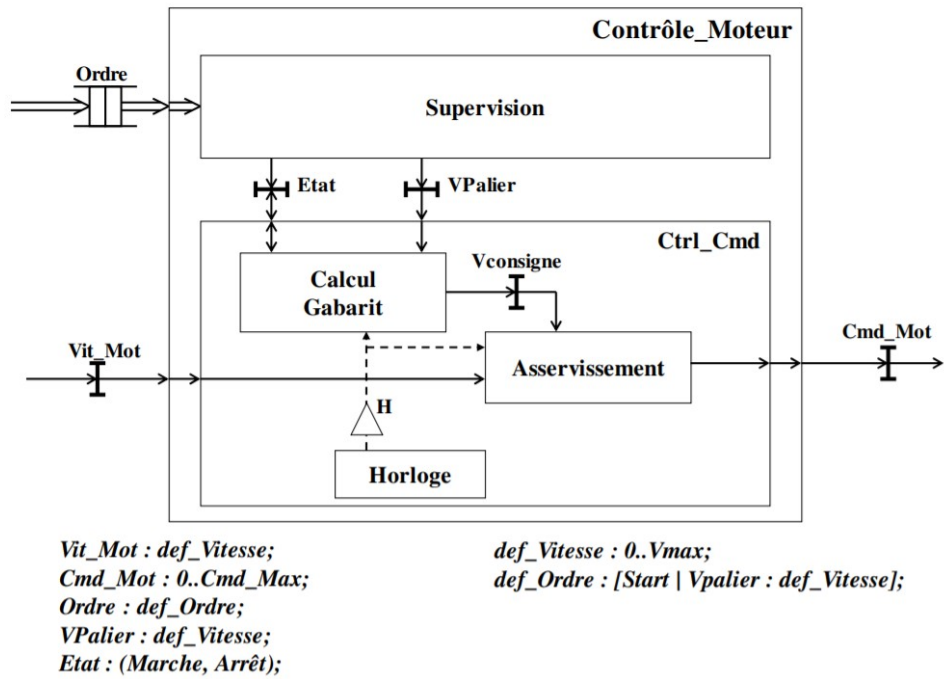 Contrôle_Moteur
Ordre
Supervision
Etat
VPalier
Ctrl_Cmd
Vconsigne
Calcul
Gabarit
Vit_Mot
Cmd_Mot
Asservissement
H
Horloge
Vit_Mot : def_Vitesse;
Cmd_Mot : 0..Cmd_Max;
Ordre : def_Ordre;
VPalier : def_Vitesse;
Etat : (Marche, Arrêt);
def_Vitesse : 0..Vmax;
def_Ordre : [Start | Vpalier : def_Vitesse];